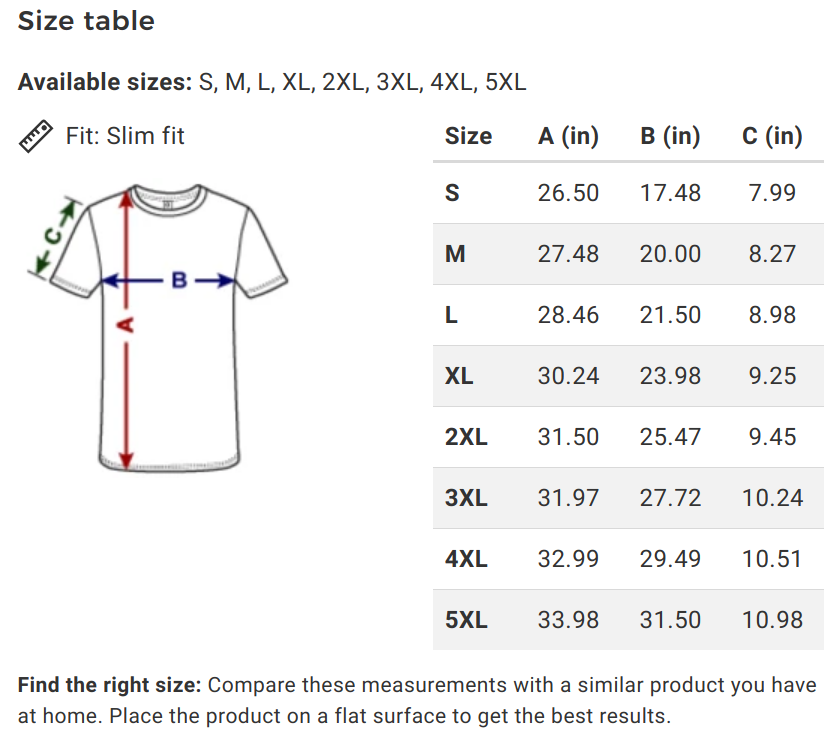 Size table
Available sizes: S, M, L, XL, 2XL, 3XL, 4XL, 5XL
Fit: Slim fit
Size A (in) B (in) C (in)
S 26.50 17.48 7.99
M 27.48 20.00 8.27
L 28.46 21.50 8.98
XL 30.24 23.98 9.25
2XL 31.50 25.47 9.45
3XL 31.97 27.72 10.24
4XL 32.99 29.49 10.51
5XL 33.98 31.50 10.98
C
B
A
Find the right size: Compare these measurements with a similar product you have
at home. Place the product on a flat surface to get the best results.